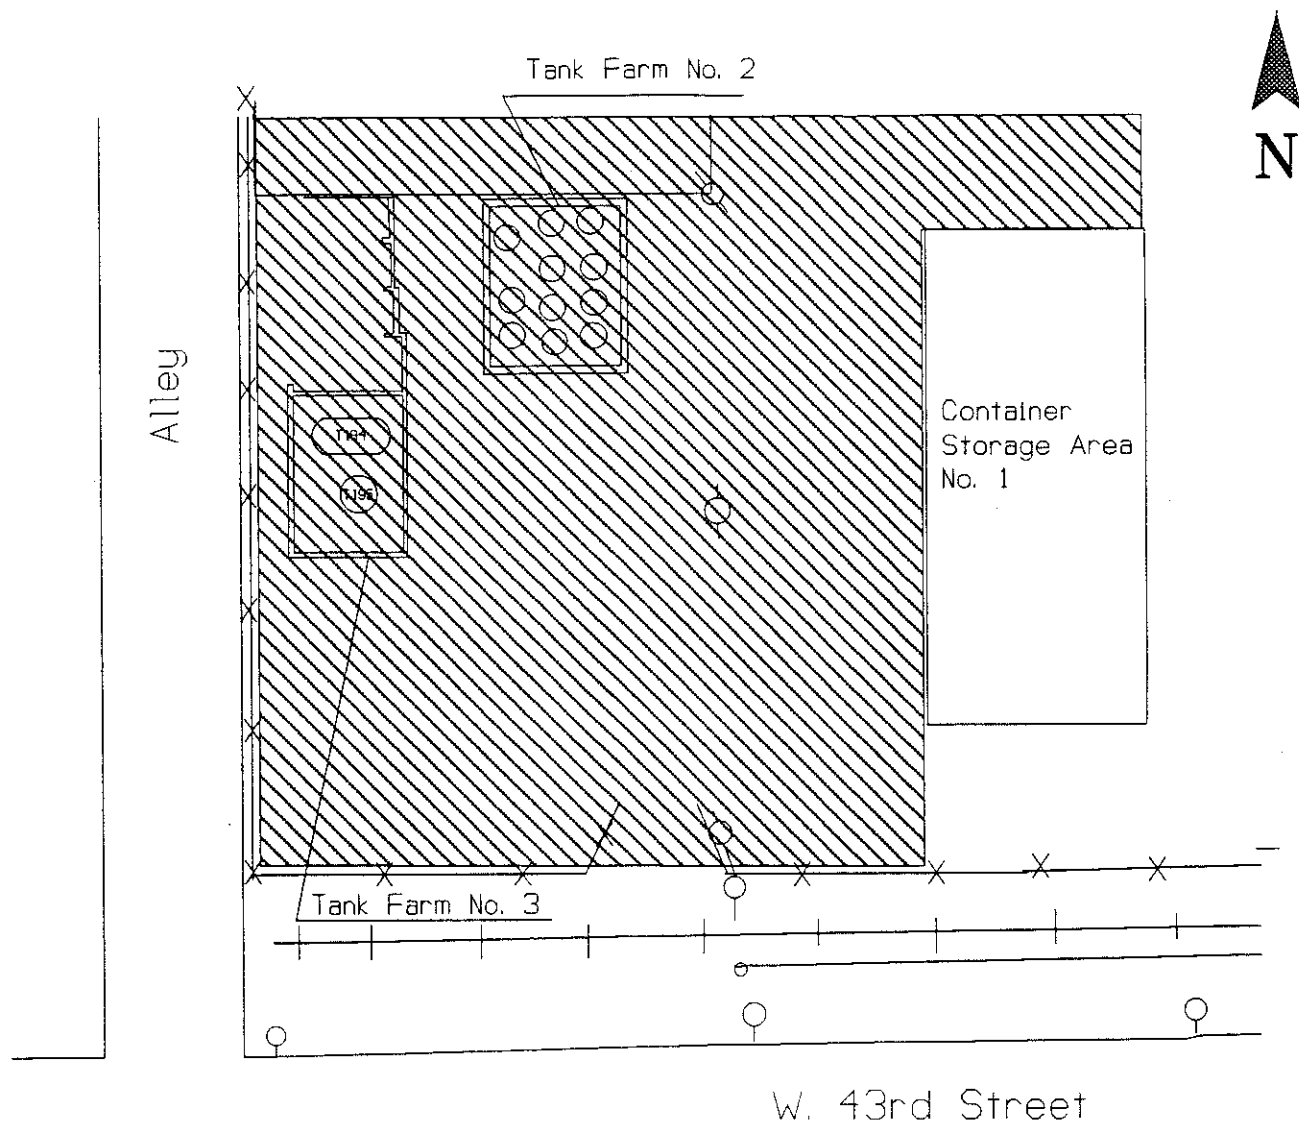 Tank Farm No. 2
N
Alley
Container
Storage Area
No. 1
Tank Farm No. 3
W. 43rd Street